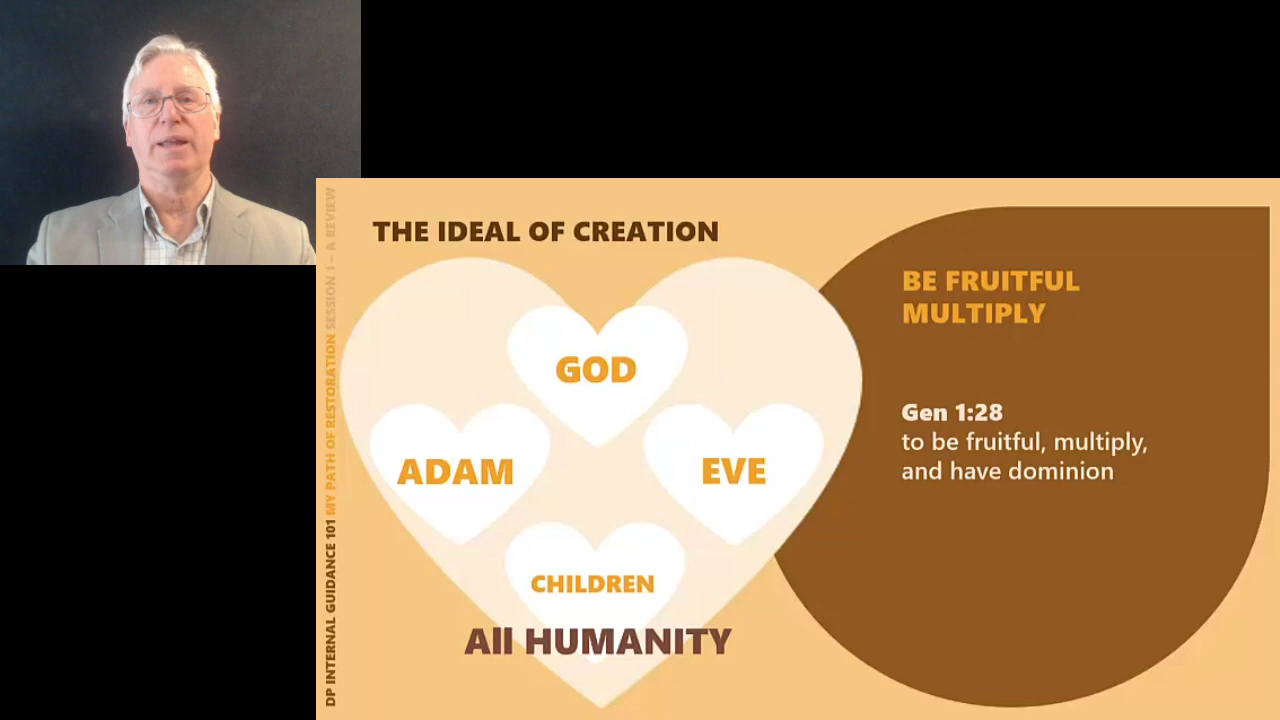 THE IDEAL OF CREATION
GOD
ADAM
EVE
CHILDREN
All HUMANITY
BE FRUITFUL
MULTIPLY
Gen 1:28
to be fruitful, multiply,
and have dominion
DP INTERNAL GUIDANCE 101 MY PATH OF RESTORATION SESSION 1 – A REVIEW